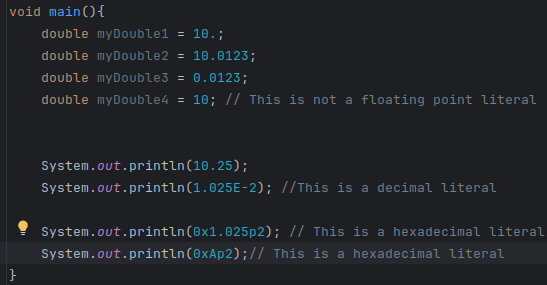 void main(){
double myDouble1 = 10.;
double myDouble2 = 10.0123;
double myDouble3 = 0.0123;
double myDouble4 = 10; // This is not a floating point literal
System.out.println(10.25);
System.out.println(1.025E-2); //This is a decimal literal
System.out.println(0x1.025p2); // This is a hexadecimal literal
System.out.println(0xAp2);// This is a hexadecimal literal
}